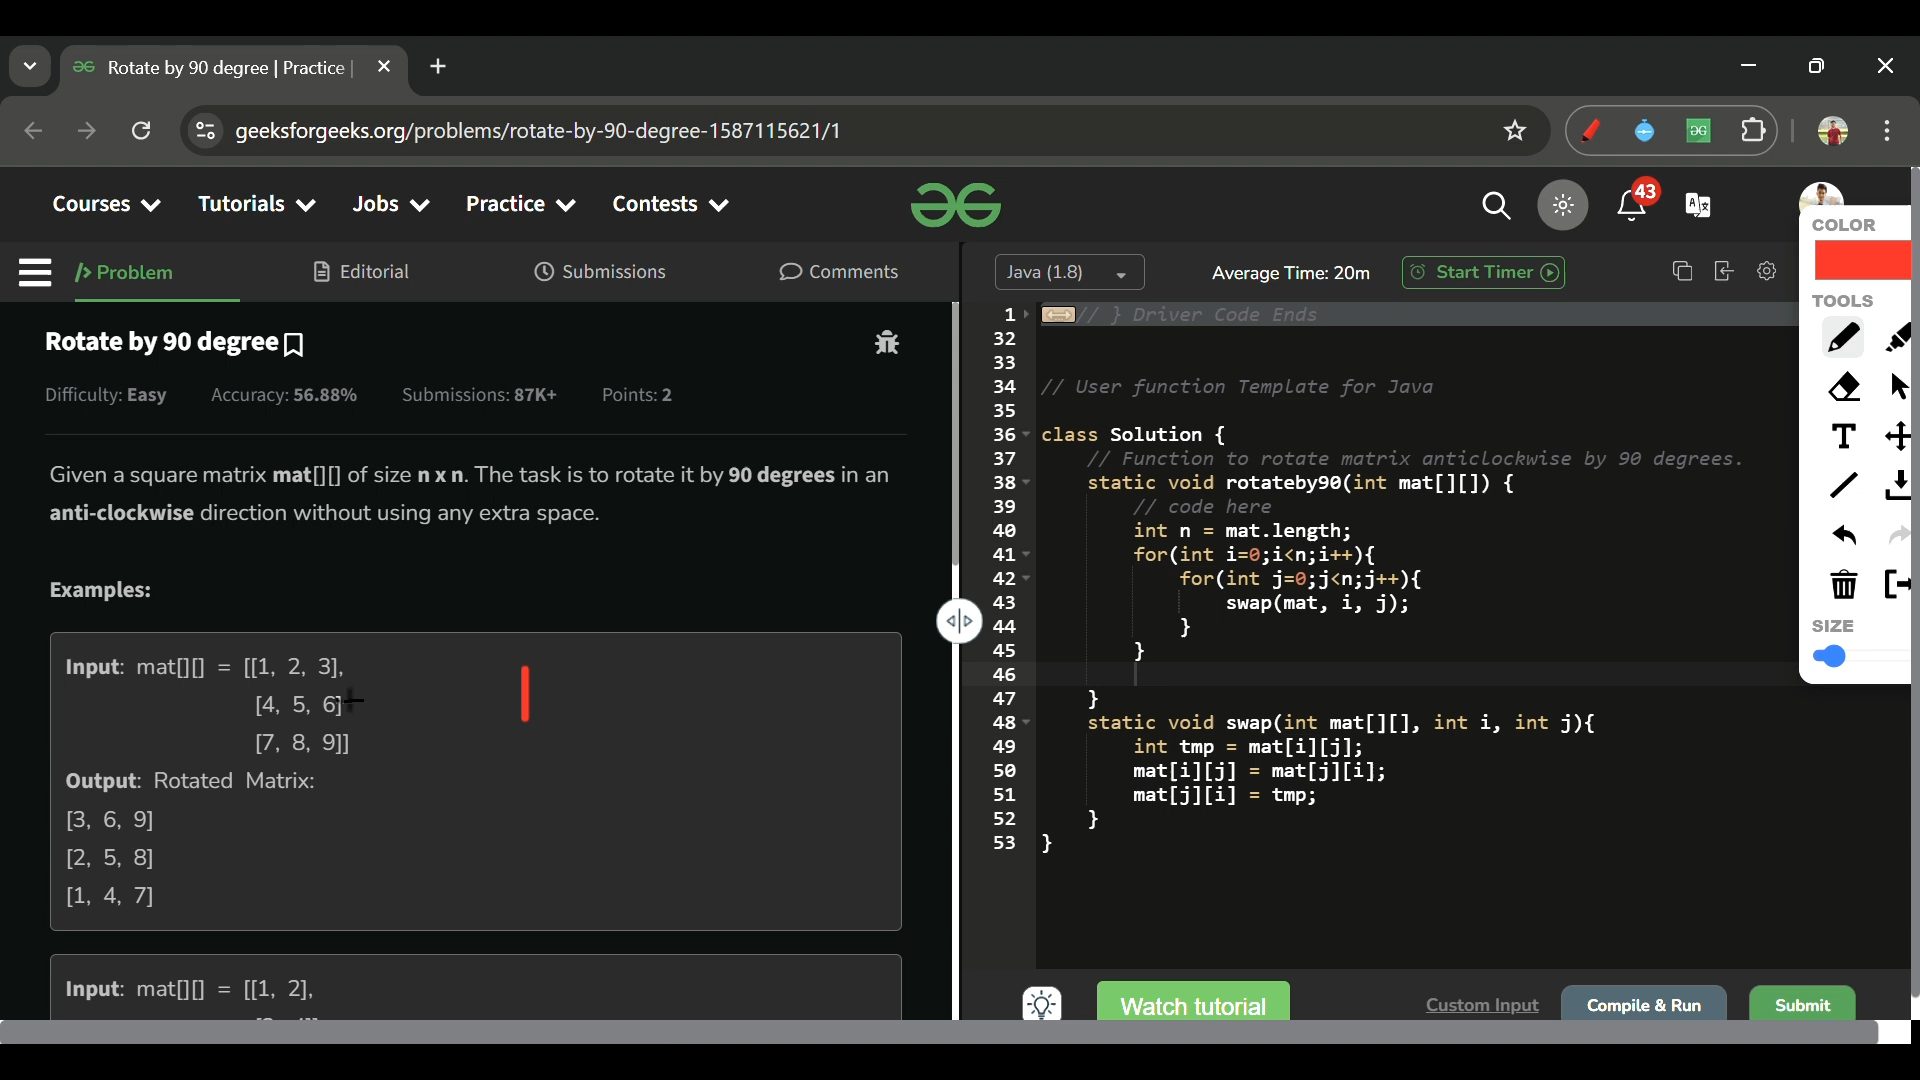 Rotate by 90 degree | Practice |
geeksforgeeks.org/problems/rotate-by-90-degree-1587115621/1
Courses Tutorials Jobs Practice Contests
43
Problem Editorial Submissions Comments
Rotate by 90 degree
Difficulty: Easy Accuracy: 56.88% Submissions: 87K+ Points: 2
Given a square matrix mat[][] of size n x n. The task is to rotate it by 90 degrees in an
anti-clockwise direction without using any extra space.
Examples:
Input: mat[][] = [[1, 2, 3],
[4, 5, 6]
[7, 8, 9]]
Output: Rotated Matrix:
[3, 6, 9]
[2, 5, 8]
[1, 4, 7]
Input: mat[][] = [[1, 2],
Java (1.8) Average Time: 20m Start Timer
1 // } Driver Code Ends
32
33
34 // User function Template for Java
35
36 class Solution {
37 // Function to rotate matrix anticlockwise by 90 degrees.
38 static void rotateby90(int mat[][]) {
39 // code here
40 int n = mat.length;
41 for(int i=0;i<n;i++){
42 for(int j=0;j<n;j++){
43 swap(mat, i, j);
44 }
45 }
46
47 }
48 static void swap(int mat[][], int i, int j){
49 int tmp = mat[i][j];
50 mat[i][j] = mat[j][i];
51 mat[j][i] = tmp;
52 }
53 }
Watch tutorial Custom Input Compile & Run Submit
COLOR
TOOLS
T
SIZE